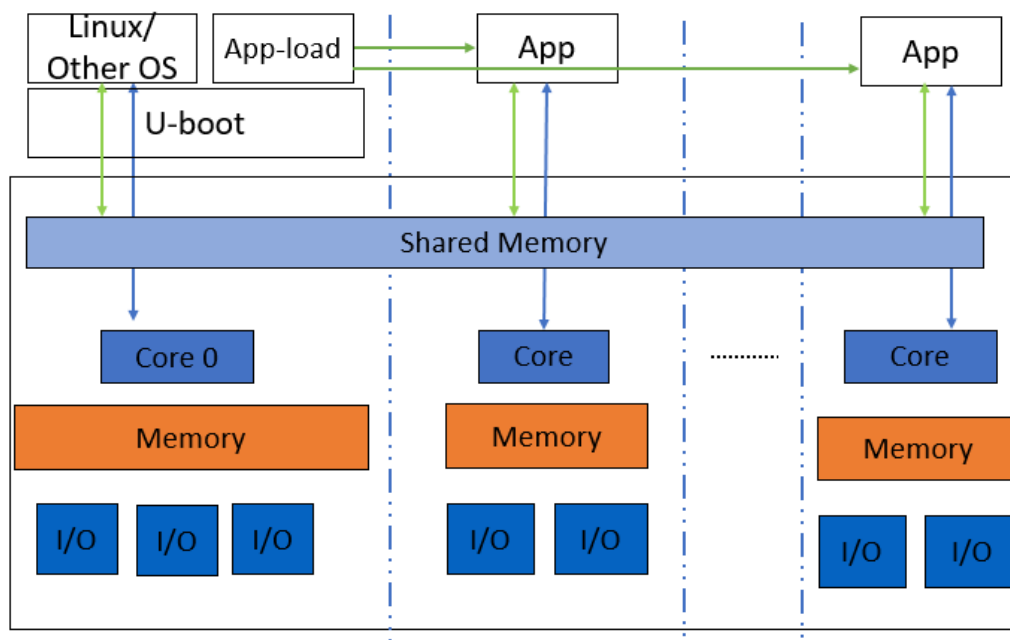 Linux/
Other OS
App-load
App
App
U-boot
Shared Memory
Core 0
Core
..........
Core
Memory
Memory
Memory
I/O
I/O
I/O
I/O
I/O
I/O
I/O